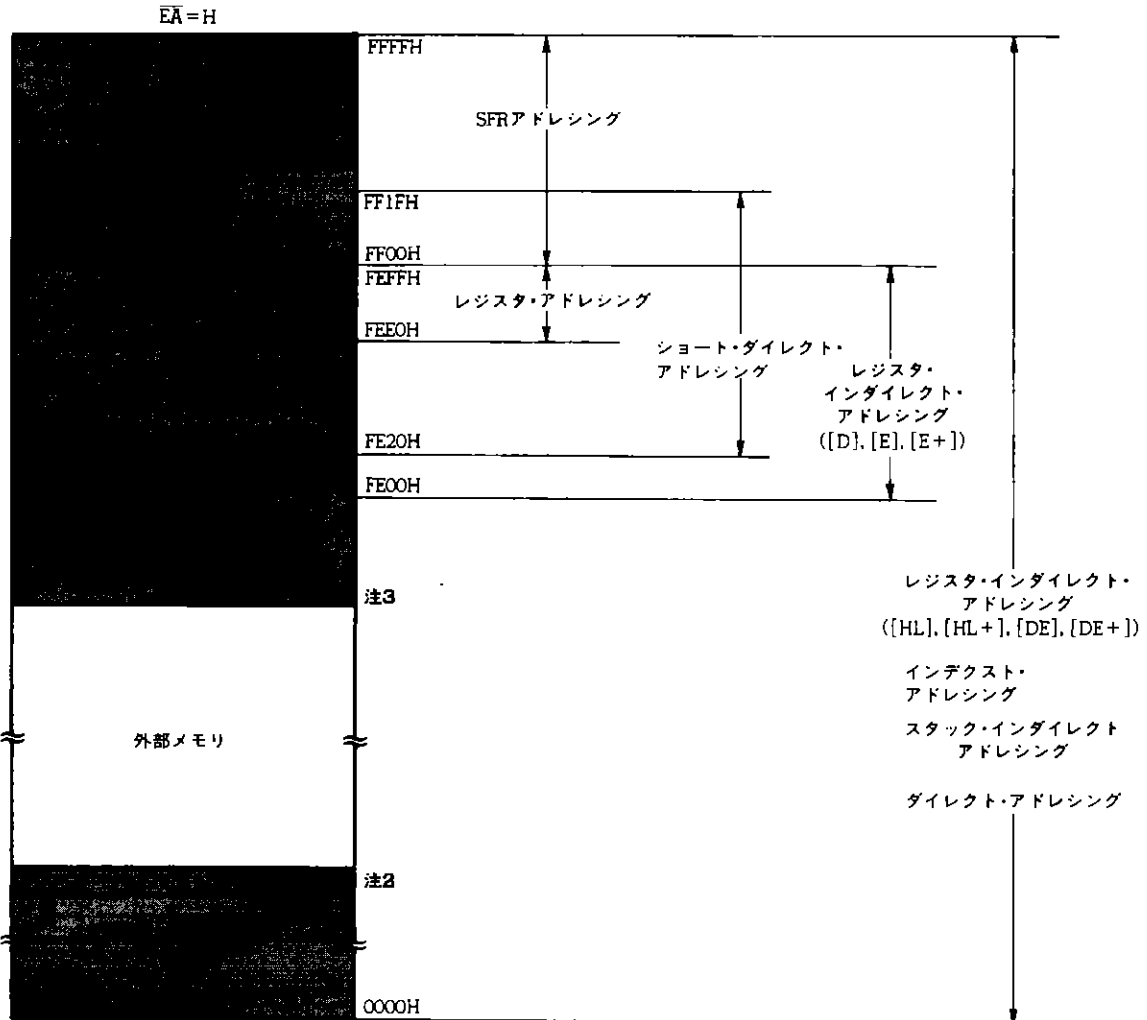 E̅A̅=H
FFFFH
SFRアドレシング
FF1FH
FF00H
FEFFH
レジスタ・アドレシング
FEE0H
ショート・ダイレクト・
アドレシング
レジスタ・
インダイレクト・
アドレシング
([D], [E], [E+])
FE20H
FE00H
注3
レジスタ・インダイレクト・
アドレシング
([HL], [HL+], [DE], [DE+])
インデクスト・
アドレシング
外部メモリ
スタック・インダイレクト
アドレシング
ダイレクト・アドレシング
注2
0000H